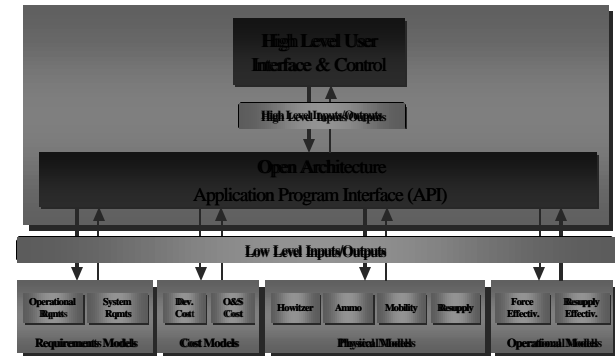 High Level User
Interface & Control
High Level Inputs/Outputs
Open Architecture
Application Program Interface (API)
Low Level Inputs/Outputs
Operational
Rqmts
System
Rqmts
Requirements Models
Dev.
Cost
O&S
Cost
Cost Models
Howitzer
Ammo
Mobility
Resupply
Physical Models
Force
Effectiv.
Resupply
Effectiv.
Operational Models